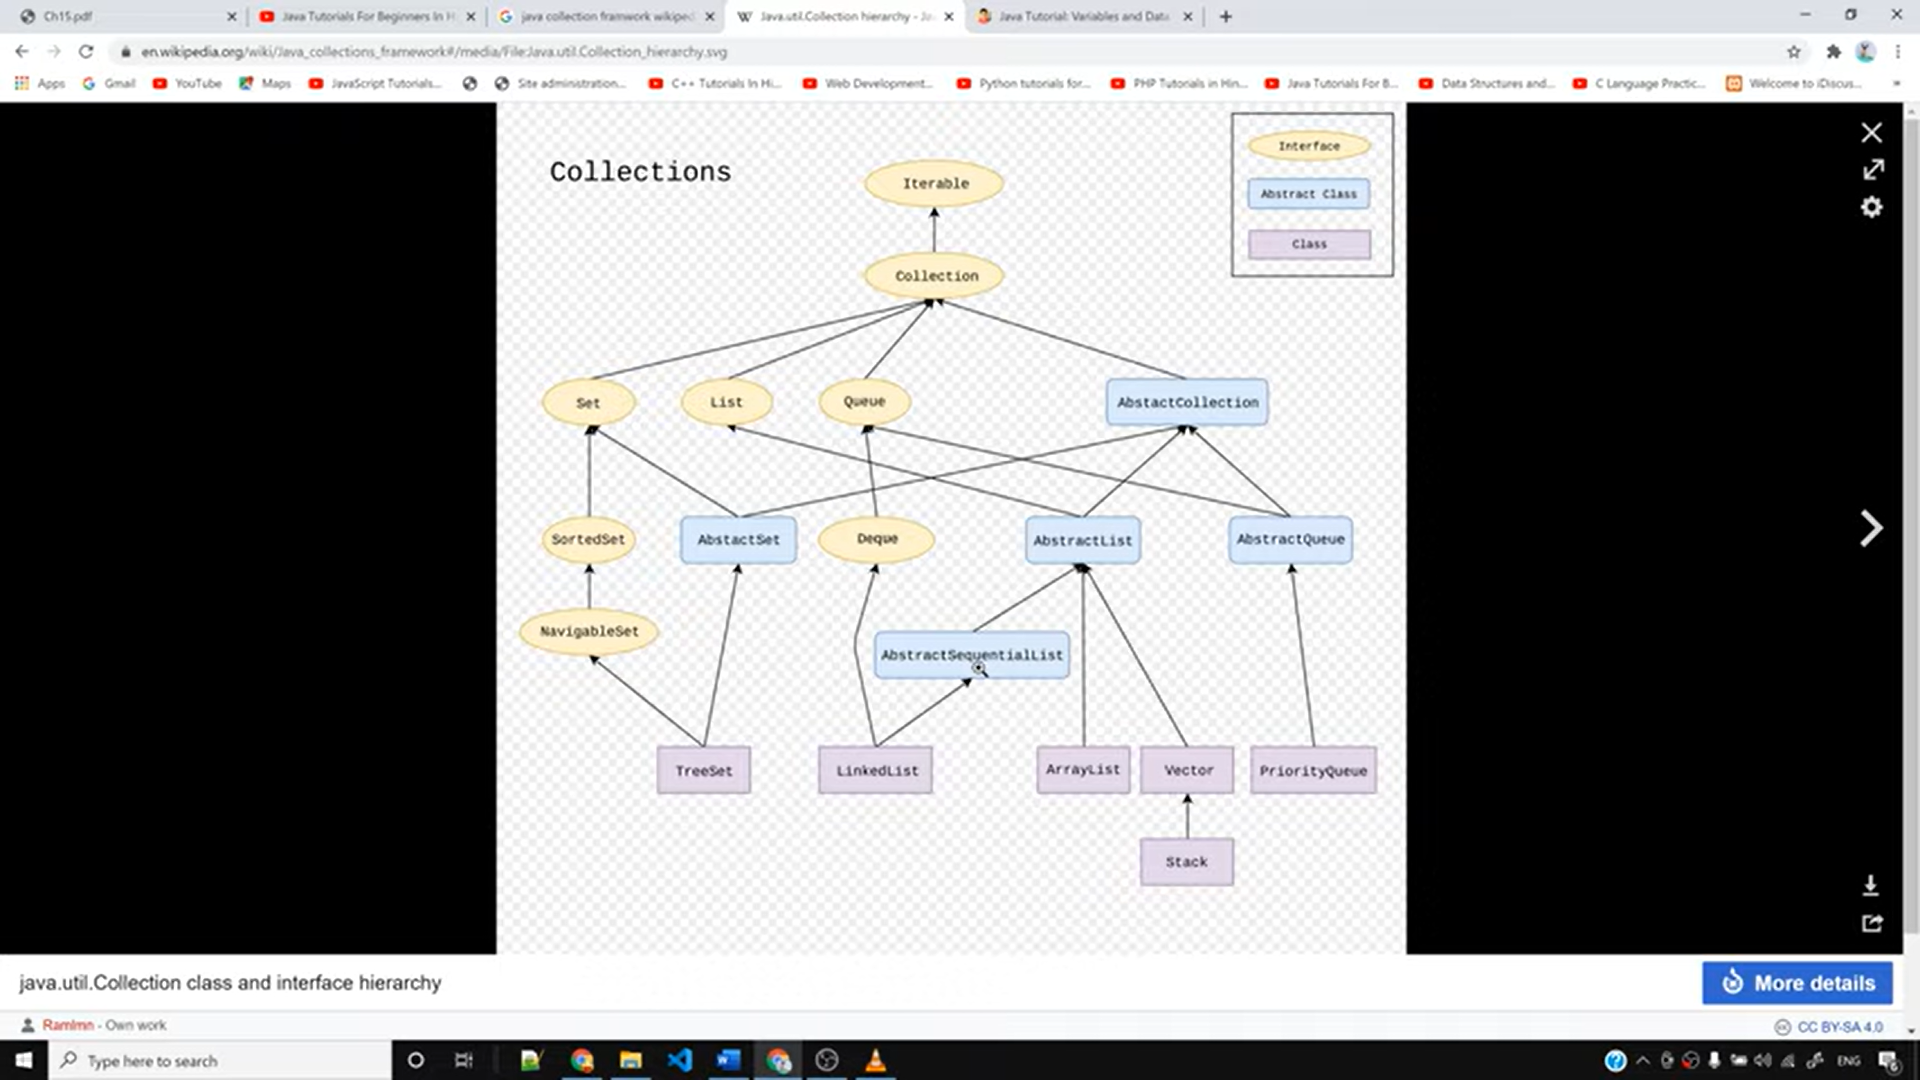 Ch15.pdf
Java Tutorials For Beginners In H
java collection framwork wikiped
Java.util.Collection hierarchy - Ja
Java Tutorial: Variables and Data
en.wikipedia.org/wiki/Java_collections_framework#/media/File:Java.util.Collection_hierarchy.svg
Apps
Gmail
YouTube
Maps
JavaScript Tutorials...
Site administration...
C++ Tutorials In Hi...
Web Development...
Python tutorials for...
PHP Tutorials in Hin...
Java Tutorials For B...
Data Structures and...
C Language Practic...
Welcome to iDiscus...
Collections
Interface
Abstract Class
Class
Iterable
Collection
Set
List
Queue
AbstactCollection
SortedSet
AbstactSet
Deque
AbstractList
AbstractQueue
NavigableSet
AbstractSequentialList
TreeSet
LinkedList
ArrayList
Vector
PriorityQueue
Stack
java.util.Collection class and interface hierarchy
More details
Ramlmn - Own work
CC BY-SA 4.0
Type here to search
ENG